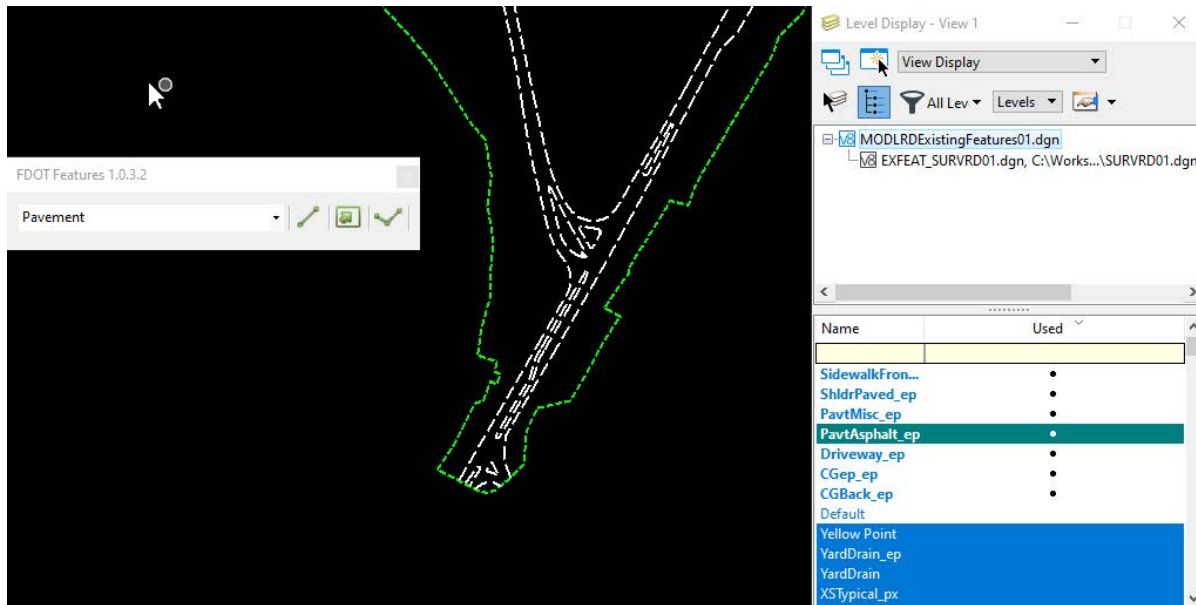 Level Display - View 1
View Display
All Lev
Levels
MODLRDExistingFeatures01.dgn
EXFEAT_SURVRD01.dgn, C:\Works...\SURVRD01.dgn
FDOT Features 1.0.3.2
Pavement
Name Used
SidewalkFron...
ShldrPaved_ep
PavtMisc_ep
PavtAsphalt_ep
Driveway_ep
CGep_ep
CGBack_ep
Default
Yellow Point
YardDrain_ep
YardDrain
XSTypical_px